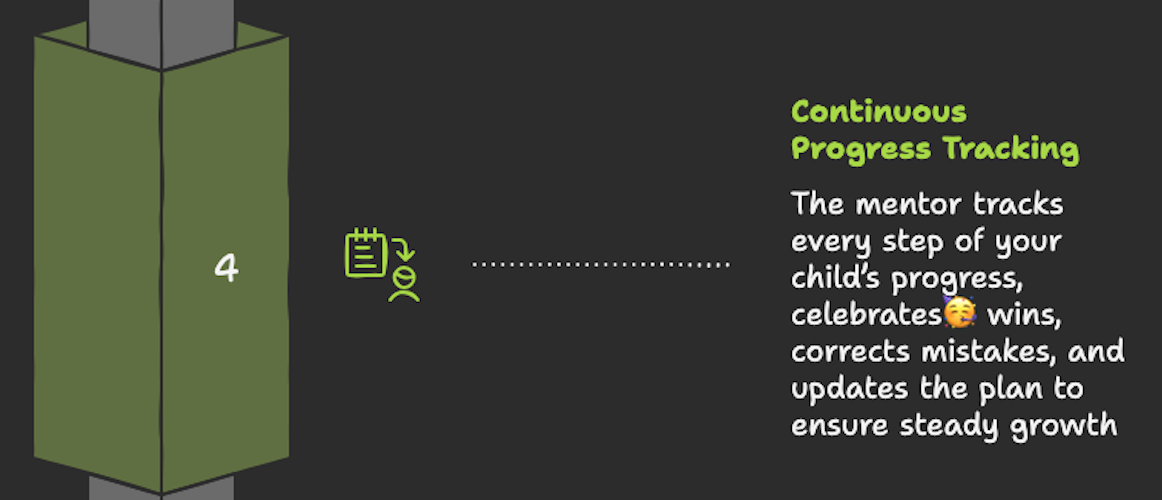 4
Continuous
Progress Tracking
The mentor tracks
every step of your
child's progress,
celebrates🥳 wins,
corrects mistakes, and
updates the plan to
ensure steady growth